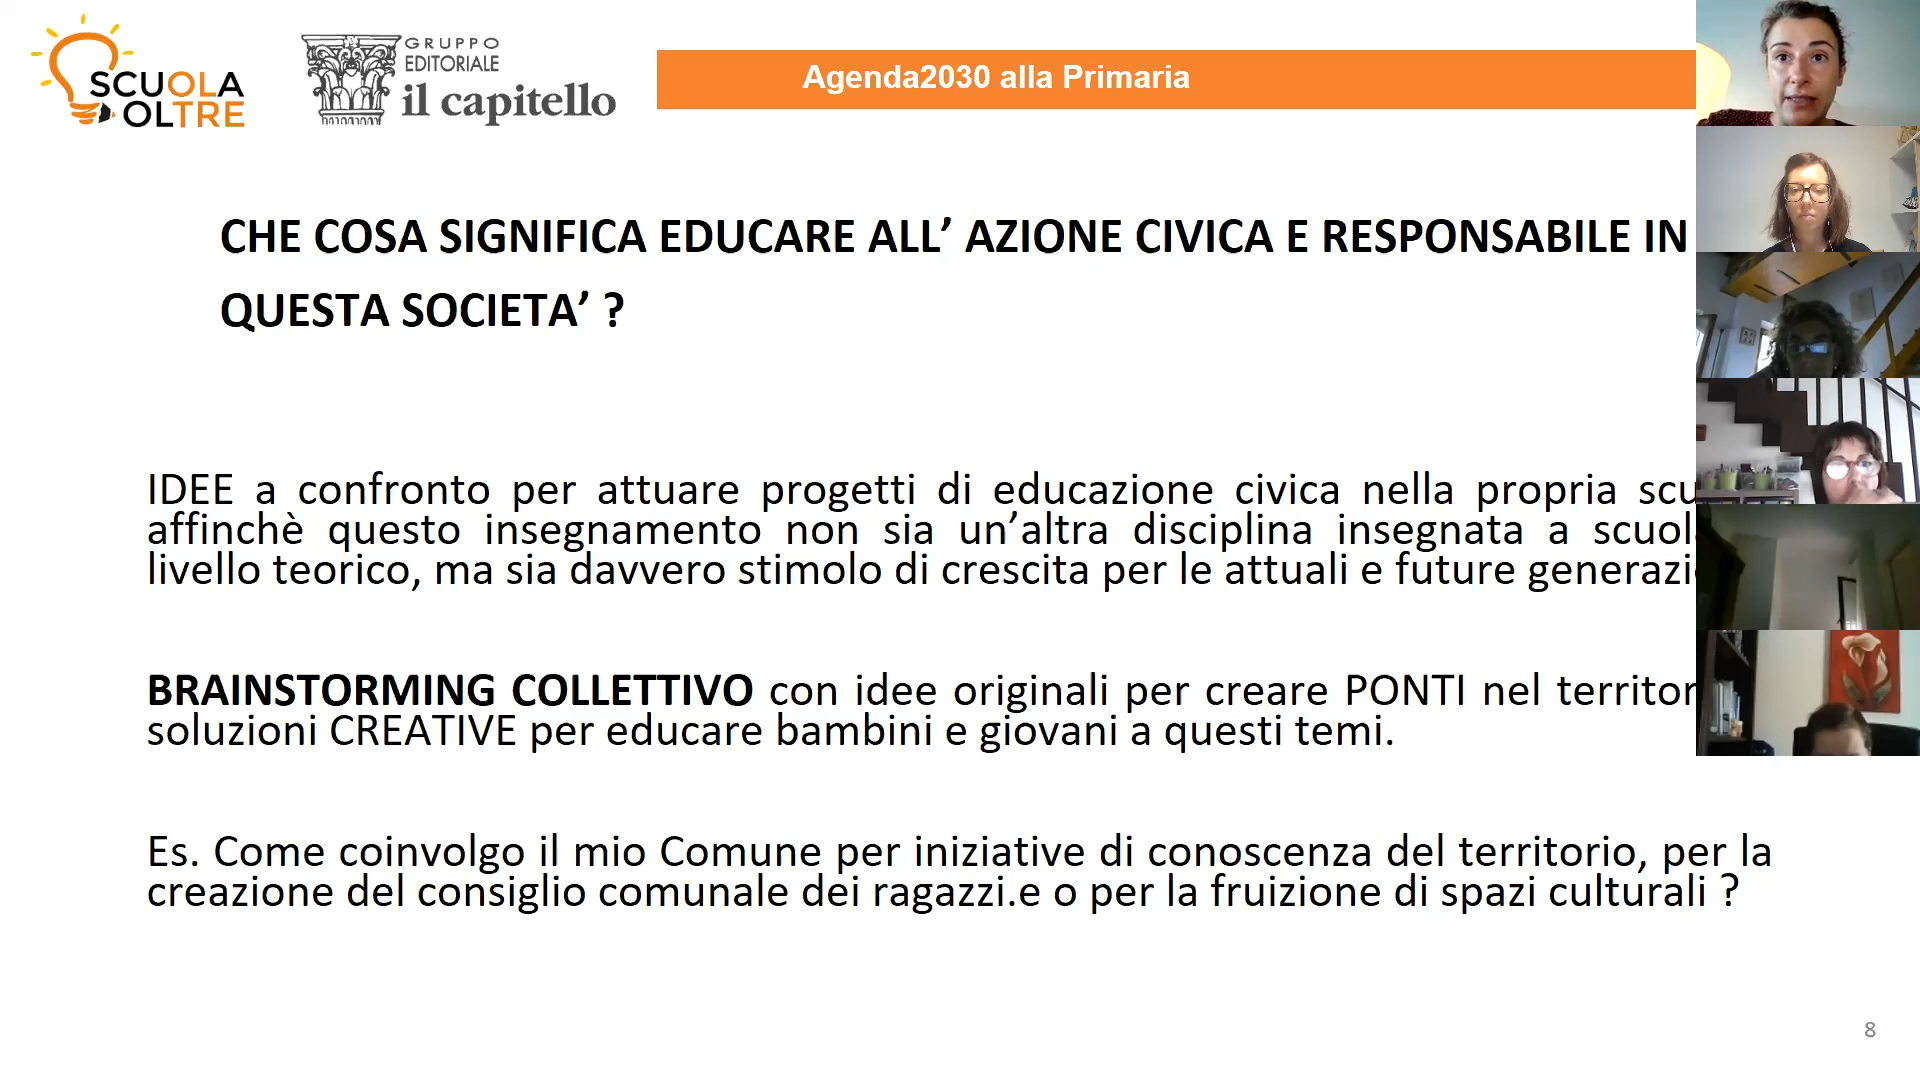 SCUOLA
OLTRE
GRUPPO
EDITORIALE
il capitello
Agenda2030 alla Primaria
CHE COSA SIGNIFICA EDUCARE ALL’ AZIONE CIVICA E RESPONSABILE IN
QUESTA SOCIETA’ ?
IDEE a confronto per attuare progetti di educazione civica nella propria
affinchè questo insegnamento non sia un’altra disciplina insegnata a
livello teorico, ma sia davvero stimolo di crescita per le attuali e future
BRAINSTORMING COLLETTIVO con idee originali per creare PONTI nel
soluzioni CREATIVE per educare bambini e giovani a questi temi.
Es. Come coinvolgo il mio Comune per iniziative di conoscenza del territorio, per la
creazione del consiglio comunale dei ragazzi.e o per la fruizione di spazi culturali ?
8